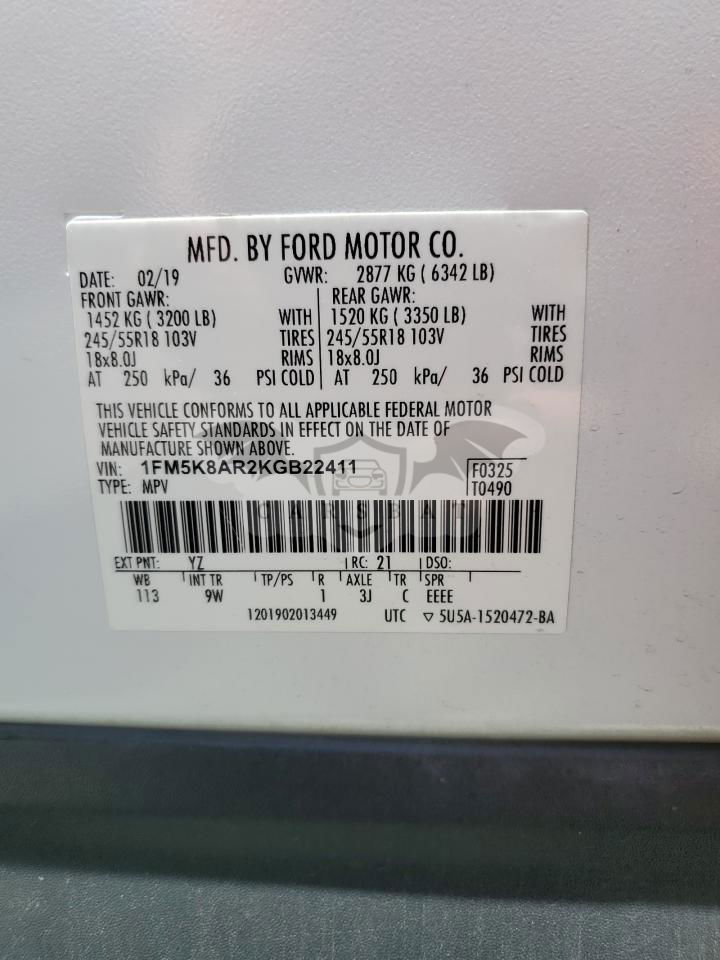 MFD. BY FORD MOTOR CO.
DATE: 02/19 GVWR: 2877 KG ( 6342 LB)
FRONT GAWR: REAR GAWR:
1452 KG ( 3200 LB) WITH 1520 KG ( 3350 LB) WITH
245/55R18 103V TIRES 245/55R18 103V TIRES
18x8.0J RIMS 18x8.0J RIMS
AT 250 kPa/ 36 PSI COLD AT 250 kPa/ 36 PSI COLD
THIS VEHICLE CONFORMS TO ALL APPLICABLE FEDERAL MOTOR
VEHICLE SAFETY STANDARDS IN EFFECT ON THE DATE OF
MANUFACTURE SHOWN ABOVE.
VIN: 1FM5K8AR2KGB22411 F0325
TYPE: MPV T0490
CARSBAT
EXT PNT: YZ RC: 21 DSO:
WB INT TR TP/PS R AXLE TR SPR
113 9W 1 3J C EEEE
1201902013449 UTC ▽ 5U5A-1520472-BA